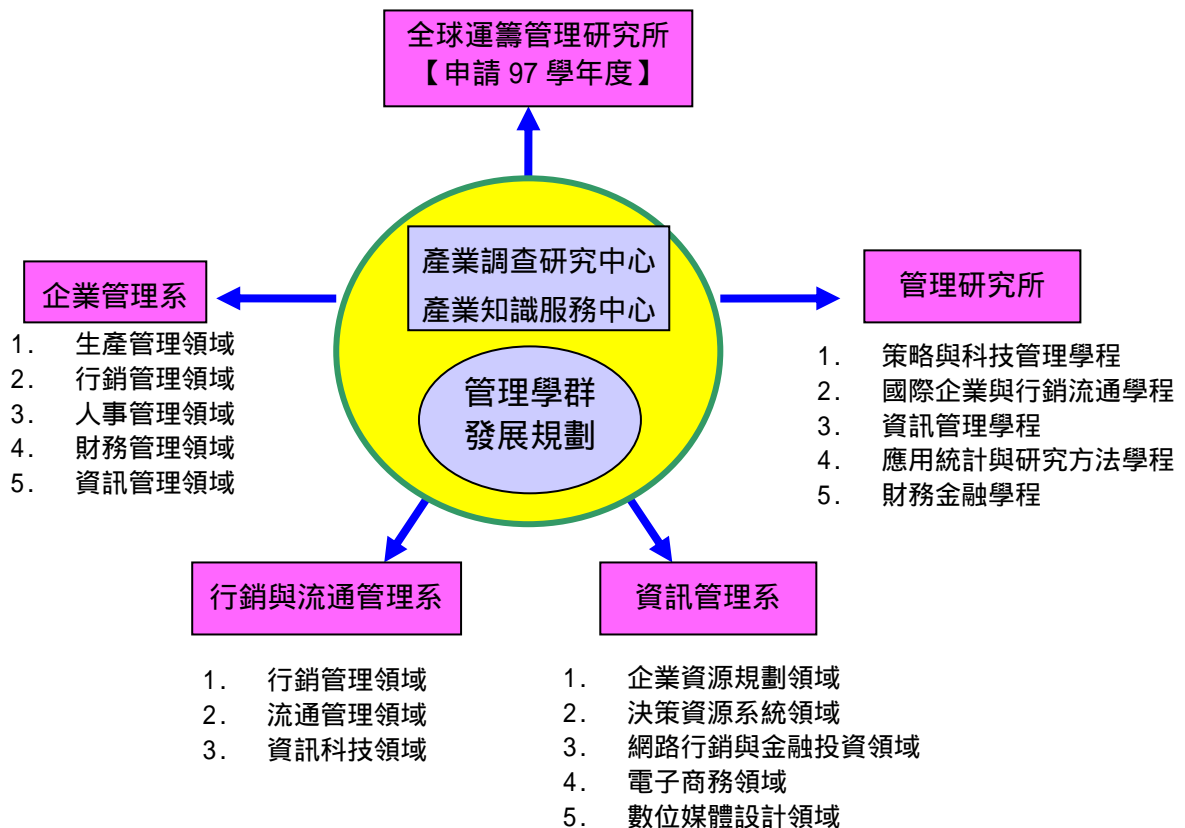 全球運籌管理研究所
【申請 97 學年度】
產業調查研究中心
產業知識服務中心
管理學群
發展規劃
企業管理系
1. 生產管理領域
2. 行銷管理領域
3. 人事管理領域
4. 財務管理領域
5. 資訊管理領域
管理研究所
1. 策略與科技管理學程
2. 國際企業與行銷流通學程
3. 資訊管理學程
4. 應用統計與研究方法學程
5. 財務金融學程
行銷與流通管理系
1. 行銷管理領域
2. 流通管理領域
3. 資訊科技領域
資訊管理系
1. 企業資源規劃領域
2. 決策資源系統領域
3. 網路行銷與金融投資領域
4. 電子商務領域
5. 數位媒體設計領域